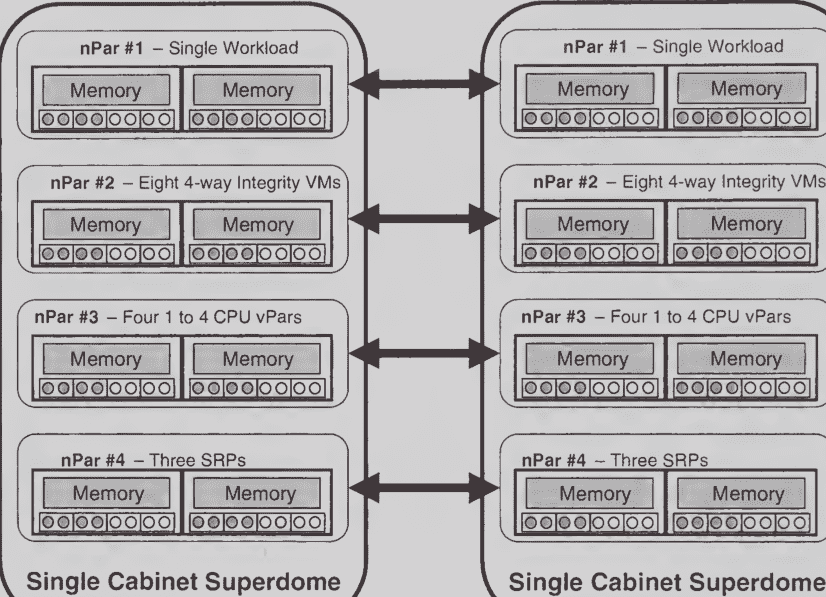 nPar #1 – Single Workload
Memory Memory
nPar #2 – Eight 4-way Integrity VMs
Memory Memory
nPar #3 – Four 1 to 4 CPU vPars
Memory Memory
nPar #4 – Three SRPs
Memory Memory
Single Cabinet Superdome
nPar #1 – Single Workload
Memory Memory
nPar #2 – Eight 4-way Integrity VMs
Memory Memory
nPar #3 – Four 1 to 4 CPU vPars
Memory Memory
nPar #4 – Three SRPs
Memory Memory
Single Cabinet Superdome